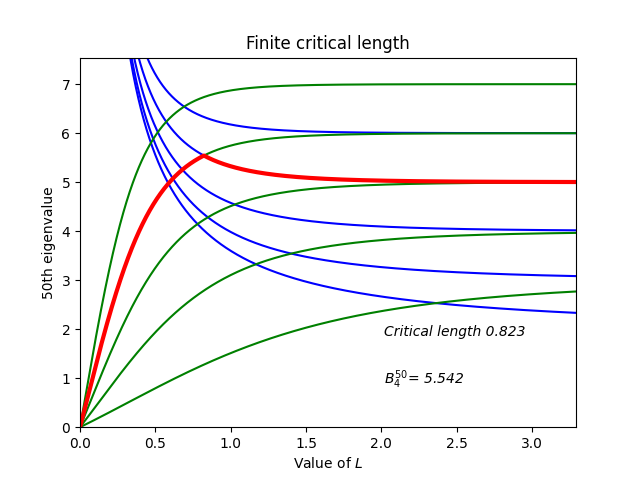 Finite critical length
50th eigenvalue
7
6
5
4
3
2
1
0
Critical length 0.823
$B_4^{50}$= 5.542
0.0 0.5 1.0 1.5 2.0 2.5 3.0
Value of L